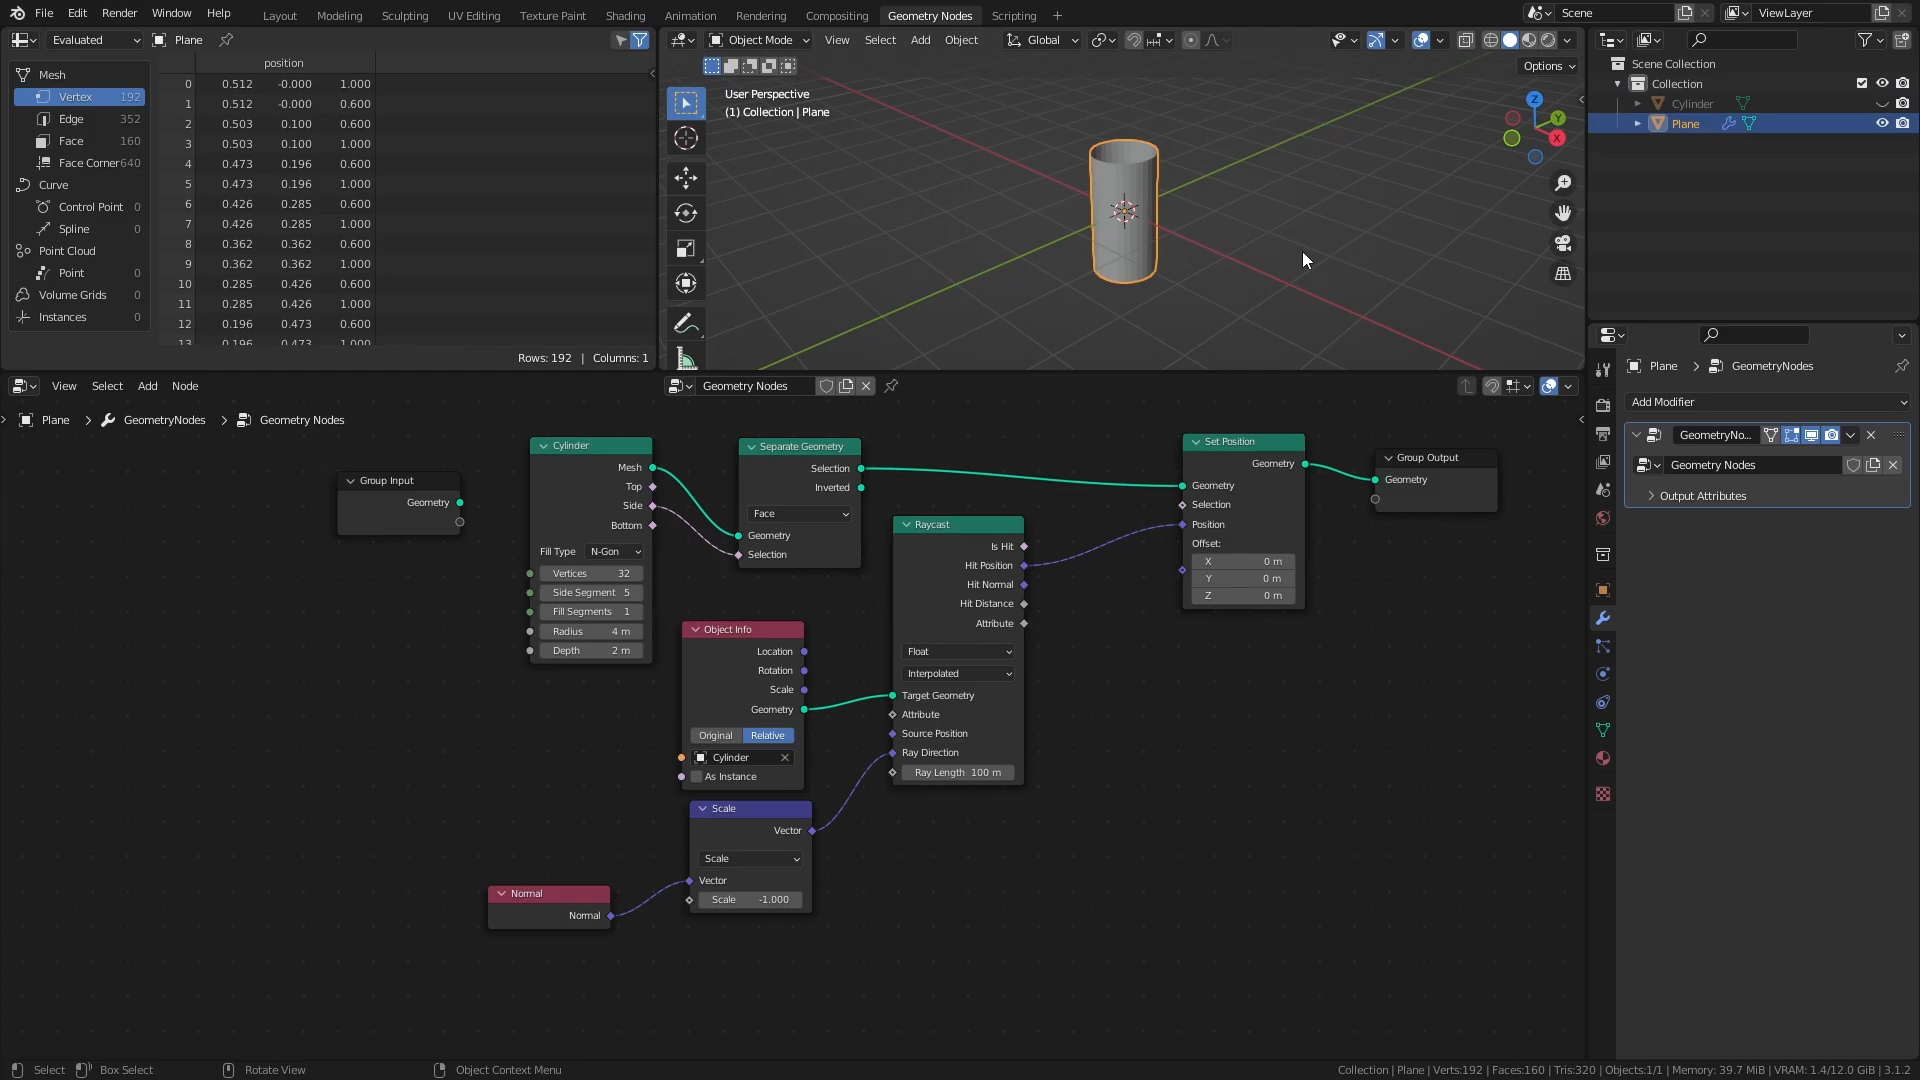 File Edit Render Window Help Layout Modeling Sculpting UV Editing Texture Paint Shading Animation Rendering Compositing Geometry Nodes Scripting + Scene ViewLayer
Evaluated Plane
Object Mode View Select Add Object Global
Options
position
Mesh
Vertex 192
Edge 352
Face 160
Face Corner 640
Curve
Control Point 0
Spline 0
Point Cloud
Point 0
Volume Grids 0
Instances 0
0 0.512 -0.000 1.000
1 0.512 -0.000 0.600
2 0.503 0.100 0.600
3 0.503 0.100 1.000
4 0.473 0.196 0.600
5 0.473 0.196 1.000
6 0.426 0.285 0.600
7 0.426 0.285 1.000
8 0.362 0.362 0.600
9 0.362 0.362 1.000
10 0.285 0.426 0.600
11 0.285 0.426 1.000
12 0.196 0.473 0.600
13 0.196 0.473 1.000
Rows: 192 | Columns: 1
User Perspective
(1) Collection | Plane
Z
Y
X
Scene Collection
Collection
Cylinder
Plane
Plane > GeometryNodes
Add Modifier
GeometryNo...
Geometry Nodes
Output Attributes
View Select Add Node Geometry Nodes
Plane > GeometryNodes > Geometry Nodes
Group Input
Geometry
Cylinder
Mesh
Top
Side
Bottom
Fill Type N-Gon
Vertices 32
Side Segment 5
Fill Segments 1
Radius 4 m
Depth 2 m
Separate Geometry
Selection
Inverted
Face
Geometry
Selection
Object Info
Location
Rotation
Scale
Geometry
Original Relative
Cylinder
As Instance
Scale
Vector
Scale
Vector
Scale -1.000
Normal
Normal
Raycast
Is Hit
Hit Position
Hit Normal
Hit Distance
Attribute
Float
Interpolated
Target Geometry
Attribute
Source Position
Ray Direction
Ray Length 100 m
Set Position
Geometry
Geometry
Selection
Position
Offset:
X 0 m
Y 0 m
Z 0 m
Group Output
Geometry
Select Box Select Rotate View Object Context Menu Collection | Plane | Verts:192 | Faces:160 | Tris:320 | Objects:1/1 | Memory: 39.7 MiB | VRAM: 1.4/12.0 GiB | 3.1.2